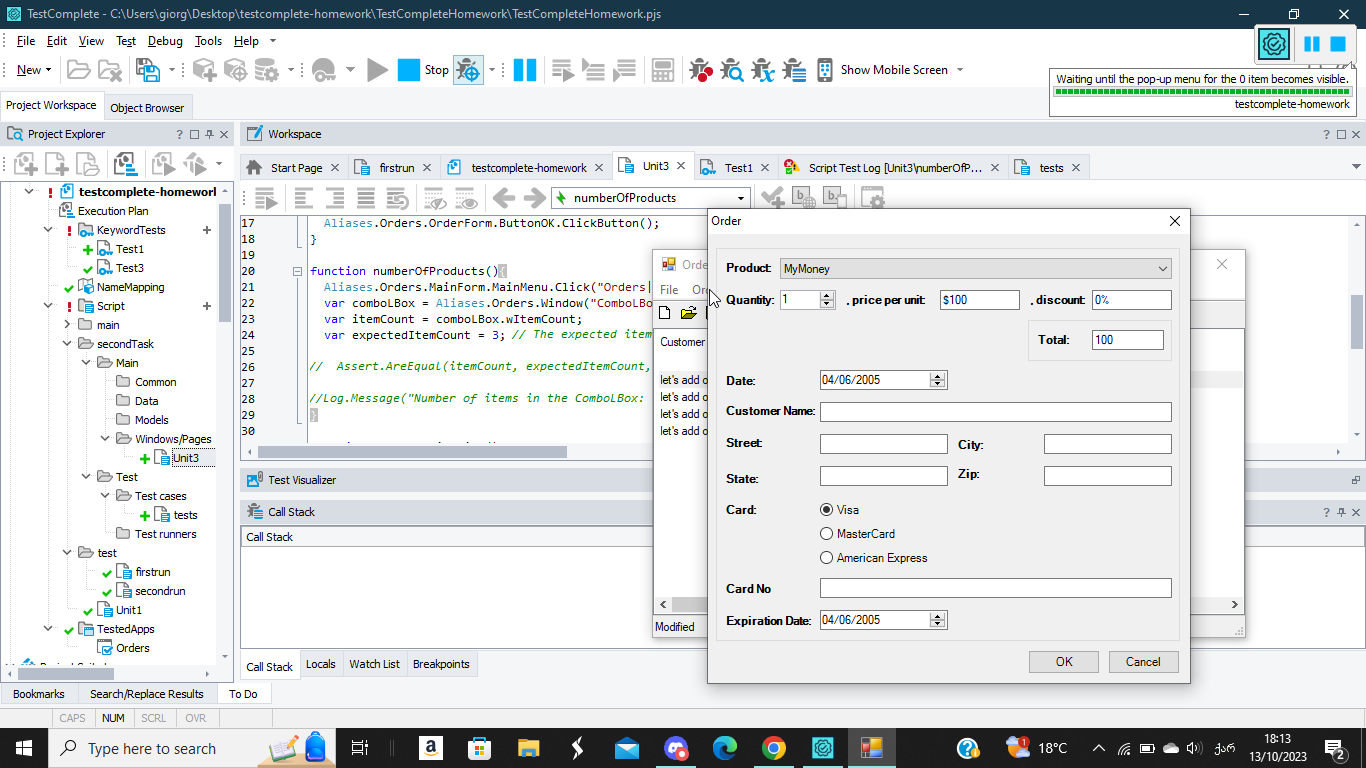 TestComplete - C:\Users\giorg\Desktop\testcomplete-homework\TestCompleteHomework\TestCompleteHomework.pjs
File Edit View Test Debug Tools Help
New Stop Show Mobile Screen
Waiting until the pop-up menu for the 0 item becomes visible.
testcomplete-homework
Project Workspace Object Browser
Project Explorer
Workspace
Start Page firstrun testcomplete-homework Unit3 Test1 Script Test Log [Unit3\numberOfP... tests
numberOfProducts
testcomplete-homework
Execution Plan
KeywordTests
Test1
Test3
NameMapping
Script
main
secondTask
Main
Common
Data
Models
Windows/Pages
Unit3
Test
Test cases
tests
Test runners
test
firstrun
secondrun
Unit1
TestedApps
Orders
17 Aliases.Orders.OrderForm.ButtonOK.ClickButton();
18 }
19
20 function numberOfProducts(){
21 Aliases.Orders.MainForm.MainMenu.Click("Orders|
22 var comboLBox = Aliases.Orders.Window("ComboLBo
23 var itemCount = comboLBox.wItemCount;
24 var expectedItemCount = 3; // The expected item
25
26 // Assert.AreEqual(itemCount, expectedItemCount,
27
28 //Log.Message("Number of items in the ComboLBox:
29 }
30
Test Visualizer
Call Stack
Call Stack
Call Stack Locals Watch List Breakpoints
Bookmarks Search/Replace Results To Do
CAPS NUM SCRL OVR
File
Customer
let's add o
let's add o
let's add o
let's add o
Modified
Order
Product: MyMoney
Quantity: 1 . price per unit: $100 . discount: 0%
Total: 100
Date: 04/06/2005
Customer Name:
Street: City:
State: Zip:
Card: Visa
MasterCard
American Express
Card No
Expiration Date: 04/06/2005
OK Cancel
Type here to search
18°C
ქარ
18:13
13/10/2023
2